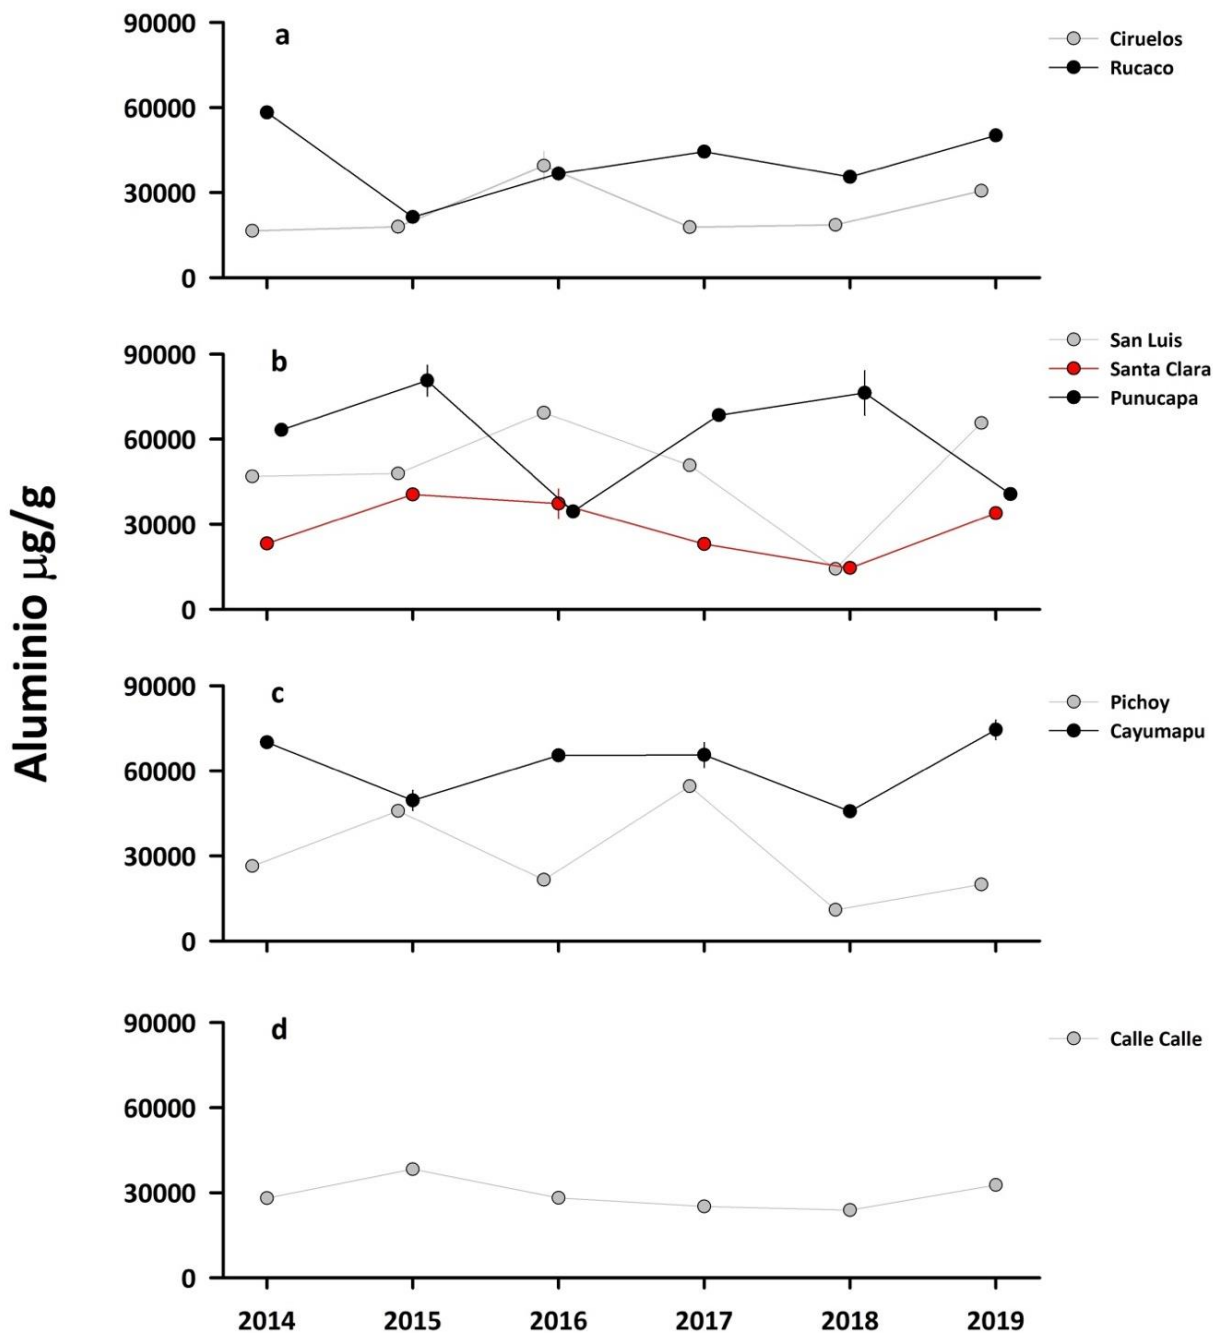 Aluminio µg/g
a
90000
60000
30000
0
Ciruelos
Rucaco
b
90000
60000
30000
0
San Luis
Santa Clara
Punucapa
c
90000
60000
30000
0
Pichoy
Cayumapu
d
90000
60000
30000
0
Calle Calle
2014 2015 2016 2017 2018 2019